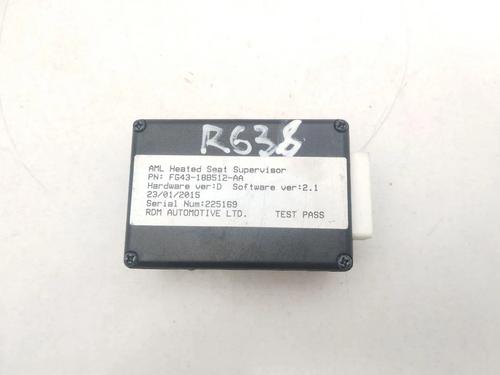 R638
AML Heated Seat Supervisor
PN: FG43-18B512-AA
Hardware ver:D Software ver:2.1
23/01/2015
Serial Num:225169
RDM AUTOMOTIVE LTD. TEST PASS